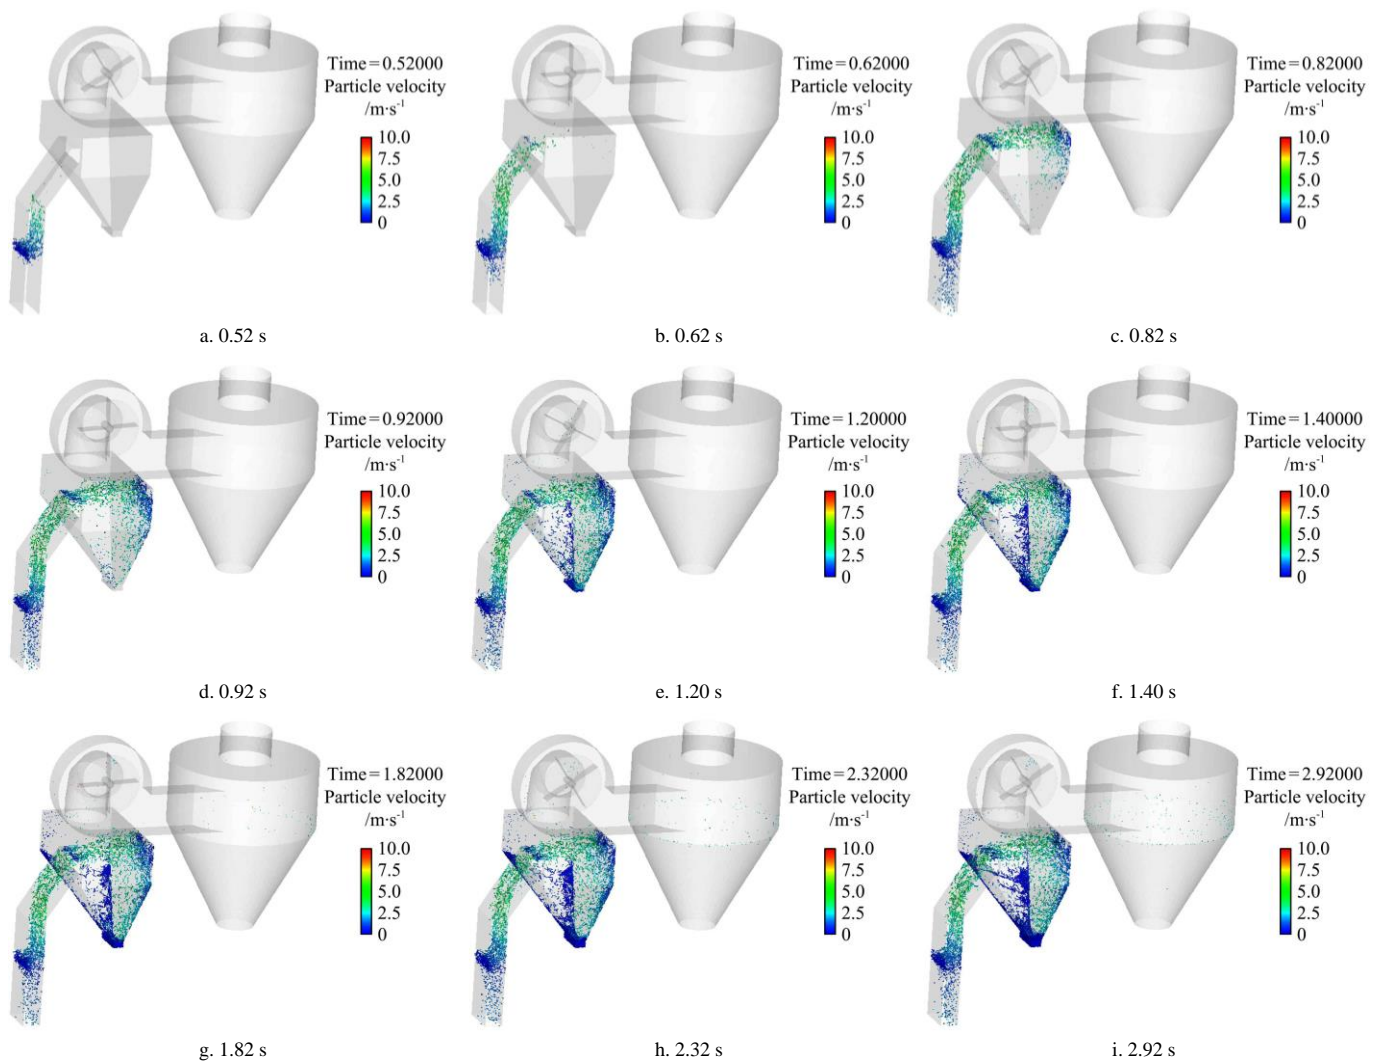 Time=0.52000
Particle velocity
/m·s⁻¹
10.0
7.5
5.0
2.5
0
a. 0.52 s
Time=0.62000
Particle velocity
/m·s⁻¹
10.0
7.5
5.0
2.5
0
b. 0.62 s
Time=0.82000
Particle velocity
/m·s⁻¹
10.0
7.5
5.0
2.5
0
c. 0.82 s
Time=0.92000
Particle velocity
/m·s⁻¹
10.0
7.5
5.0
2.5
0
d. 0.92 s
Time=1.20000
Particle velocity
/m·s⁻¹
10.0
7.5
5.0
2.5
0
e. 1.20 s
Time=1.40000
Particle velocity
/m·s⁻¹
10.0
7.5
5.0
2.5
0
f. 1.40 s
Time=1.82000
Particle velocity
/m·s⁻¹
10.0
7.5
5.0
2.5
0
g. 1.82 s
Time=2.32000
Particle velocity
/m·s⁻¹
10.0
7.5
5.0
2.5
0
h. 2.32 s
Time=2.92000
Particle velocity
/m·s⁻¹
10.0
7.5
5.0
2.5
0
i. 2.92 s